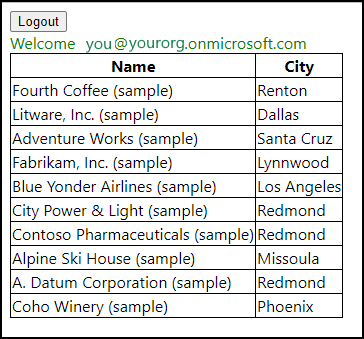 Logout
Welcome you@yourorg.onmicrosoft.com
Name City
Fourth Coffee (sample) Renton
Litware, Inc. (sample) Dallas
Adventure Works (sample) Santa Cruz
Fabrikam, Inc. (sample) Lynnwood
Blue Yonder Airlines (sample) Los Angeles
City Power & Light (sample) Redmond
Contoso Pharmaceuticals (sample) Redmond
Alpine Ski House (sample) Missoula
A. Datum Corporation (sample) Redmond
Coho Winery (sample) Phoenix